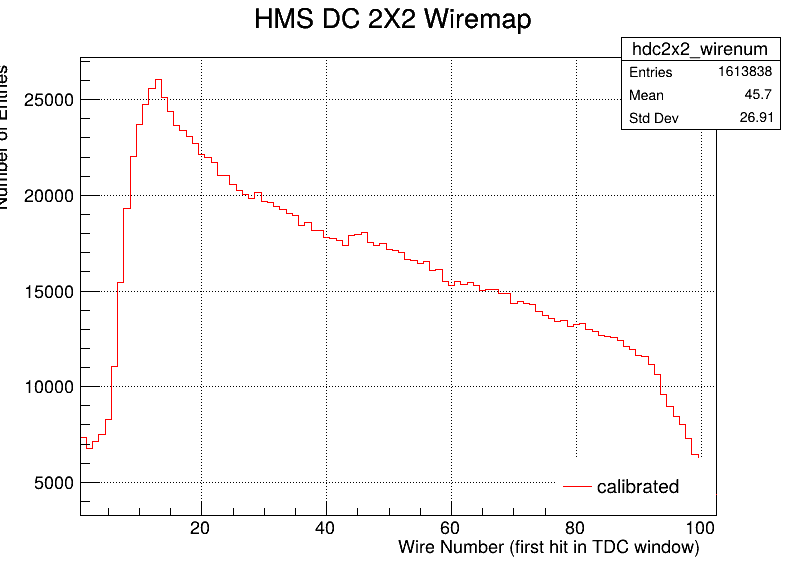 HMS DC 2X2 Wiremap
hdc2x2_wirenum
Entries 1613838
Mean 45.7
Std Dev 26.91
Number of Entries
25000
20000
15000
10000
5000
calibrated
20 40 60 80 100
Wire Number (first hit in TDC window)